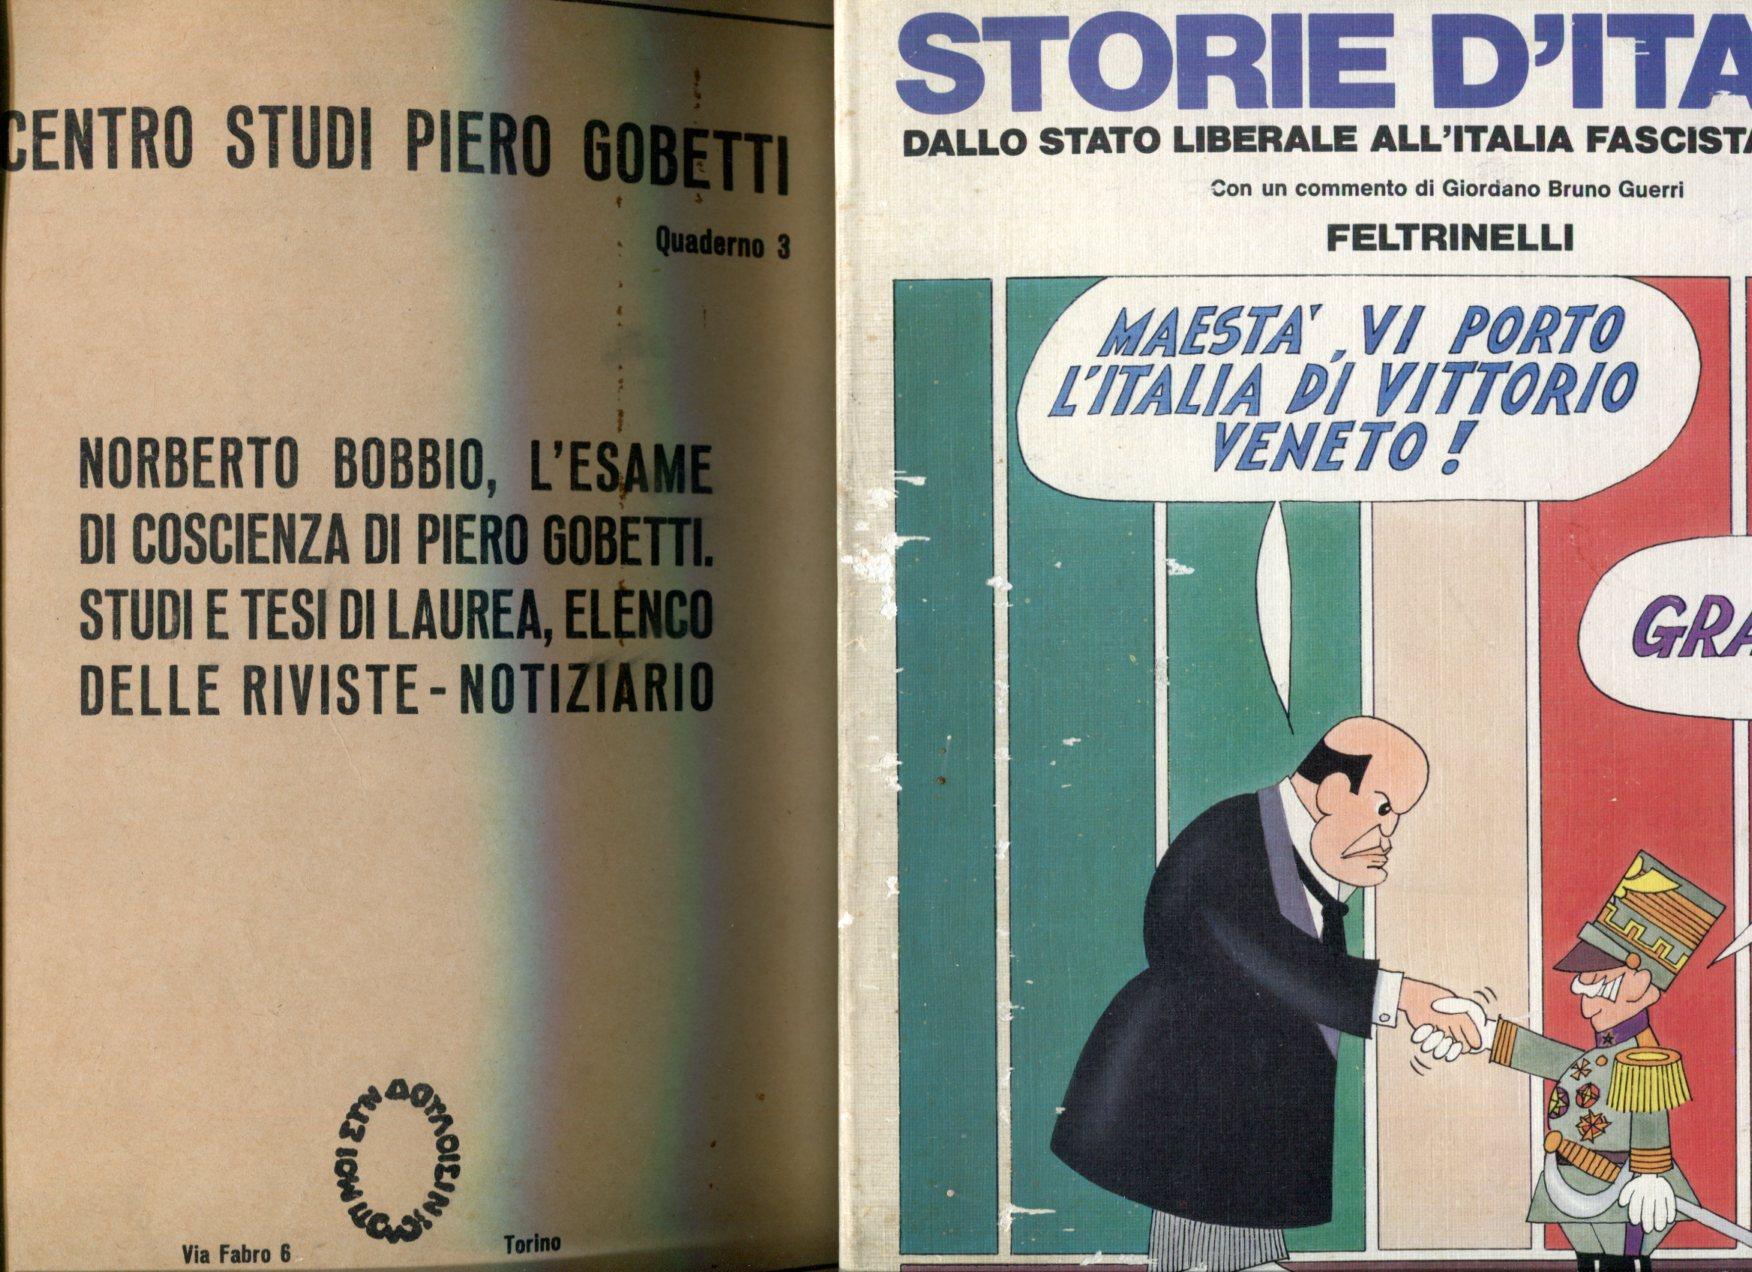 CENTRO STUDI PIERO GOBETTI
Quaderno 3
NORBERTO BOBBIO, L'ESAME
DI COSCIENZA DI PIERO GOBETTI.
STUDI E TESI DI LAUREA, ELENCO
DELLE RIVISTE - NOTIZIARIO
Via Fabro 6
Torino
STORIE D'ITA
DALLO STATO LIBERALE ALL'ITALIA FASCISTA
Con un commento di Giordano Bruno Guerri
FELTRINELLI
MAESTA', VI PORTO
L'ITALIA DI VITTORIO
VENETO!
GRA